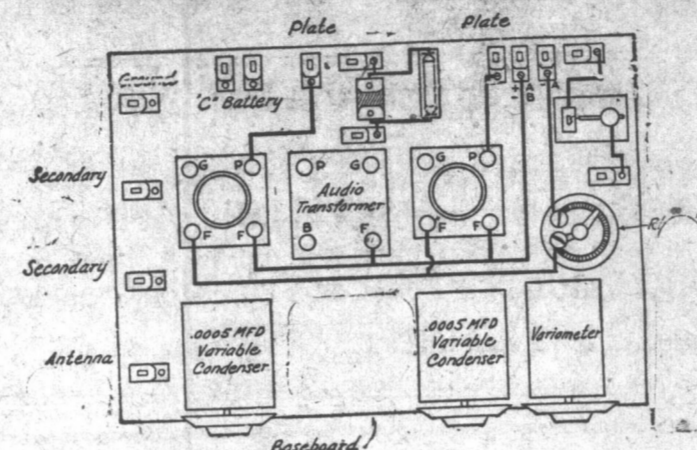 Plate
Plate
Ground
"C" Battery
+ A
- B
- A
G P
P G
G P
Secondary
Audio
Transformer
F F
B F
F F
Secondary
.0005 MFD
Variable
Condenser
.0005 MFD
Variable
Condenser
Variometer
Antenna
Baseboard